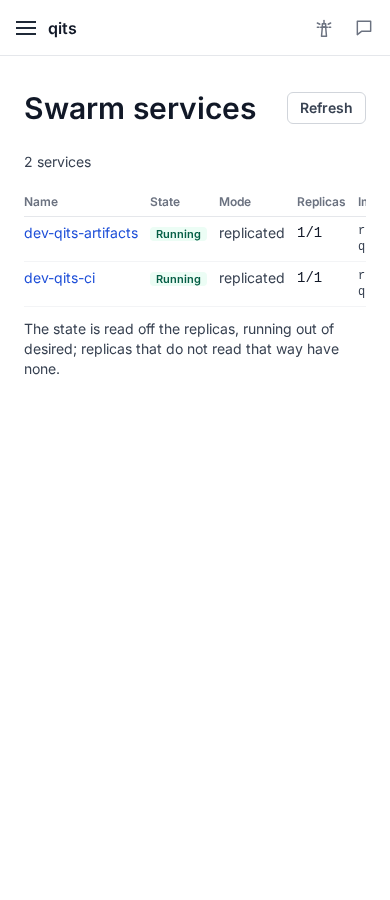 qits
Swarm services
Refresh
2 services
Name State Mode Replicas
dev-qits-artifacts Running replicated 1/1
dev-qits-ci Running replicated 1/1
The state is read off the replicas, running out of
desired; replicas that do not read that way have
none.